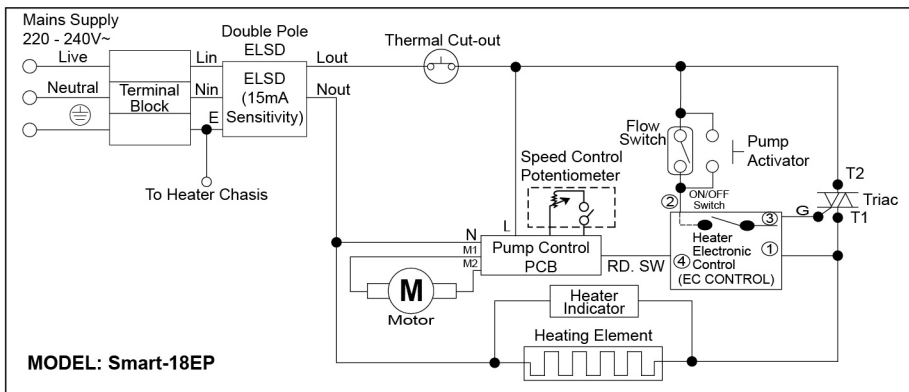 Mains Supply
220 - 240V~
Live
Neutral
Terminal
Block
Lin
Nin
E
Double Pole
ELSD
ELSD
(15mA
Sensitivity)
Lout
Nout
Thermal Cut-out
To Heater Chasis
Flow
Switch
Pump
Activator
Speed Control
Potentiometer
②
ON/OFF
Switch
T2
Triac
T1
G
③
Heater
Electronic
Control
(EC CONTROL)
①
④
L
N
M1
M2
Pump Control
PCB
RD. SW
M
Motor
Heater
Indicator
Heating Element
MODEL: Smart-18EP